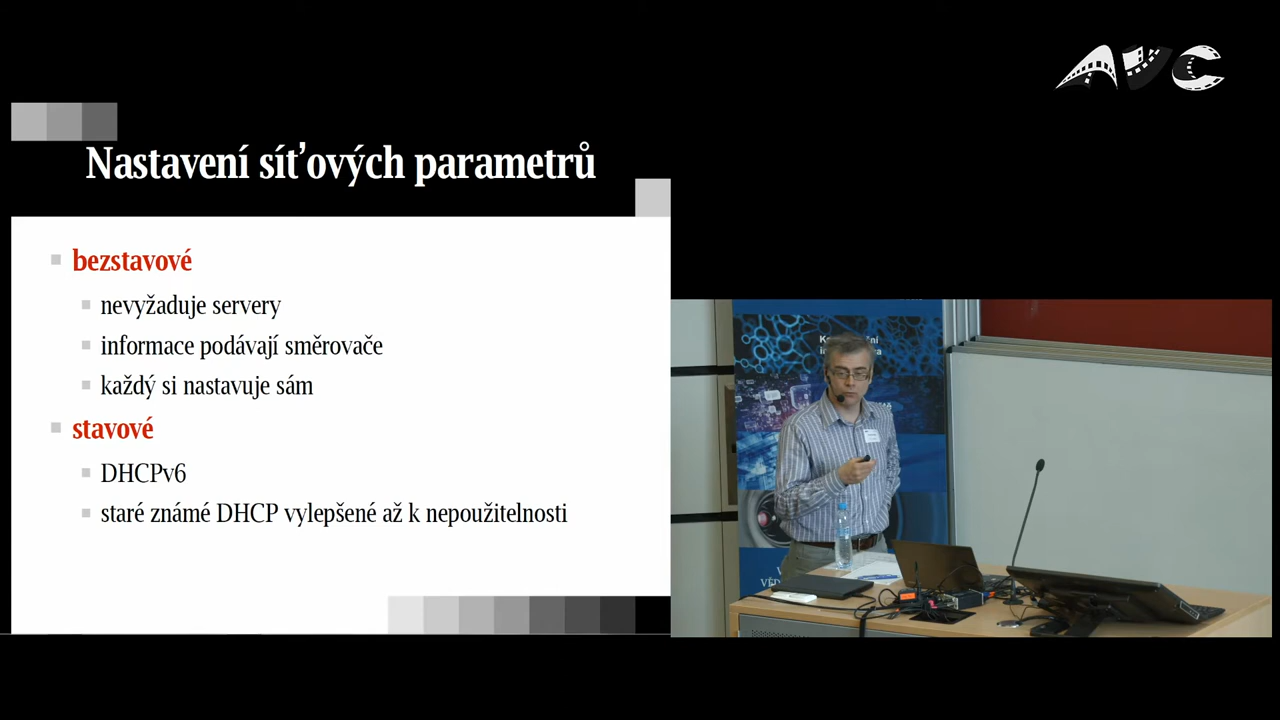 AVC
Nastavení síťových parametrů
bezstavové
nevyžaduje servery
informace podávají směrovače
každý si nastavuje sám
stavové
DHCPv6
staré známé DHCP vylepšené až k nepoužitelnosti